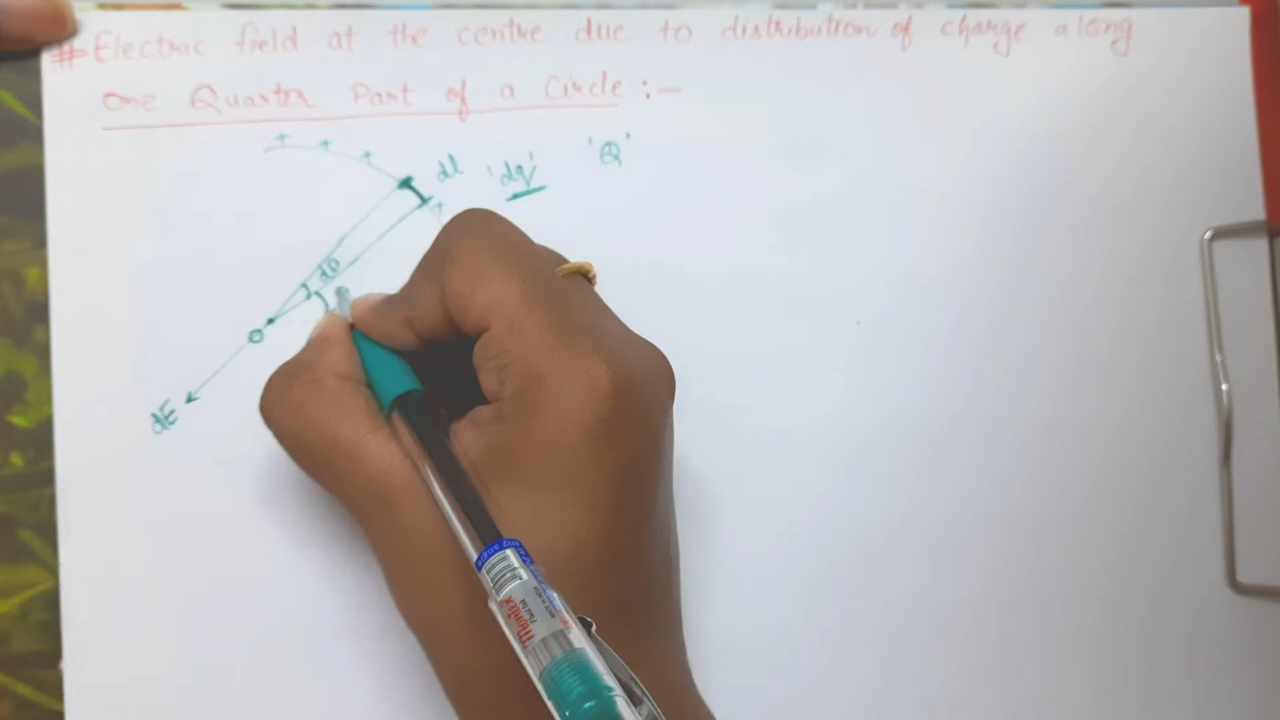 # Electric field at the centre due to distribution of charge along
One Quarter Part of a Circle :-
+ + +
dl 'dq' 'Q'
+
dθ
O
dE
Montex